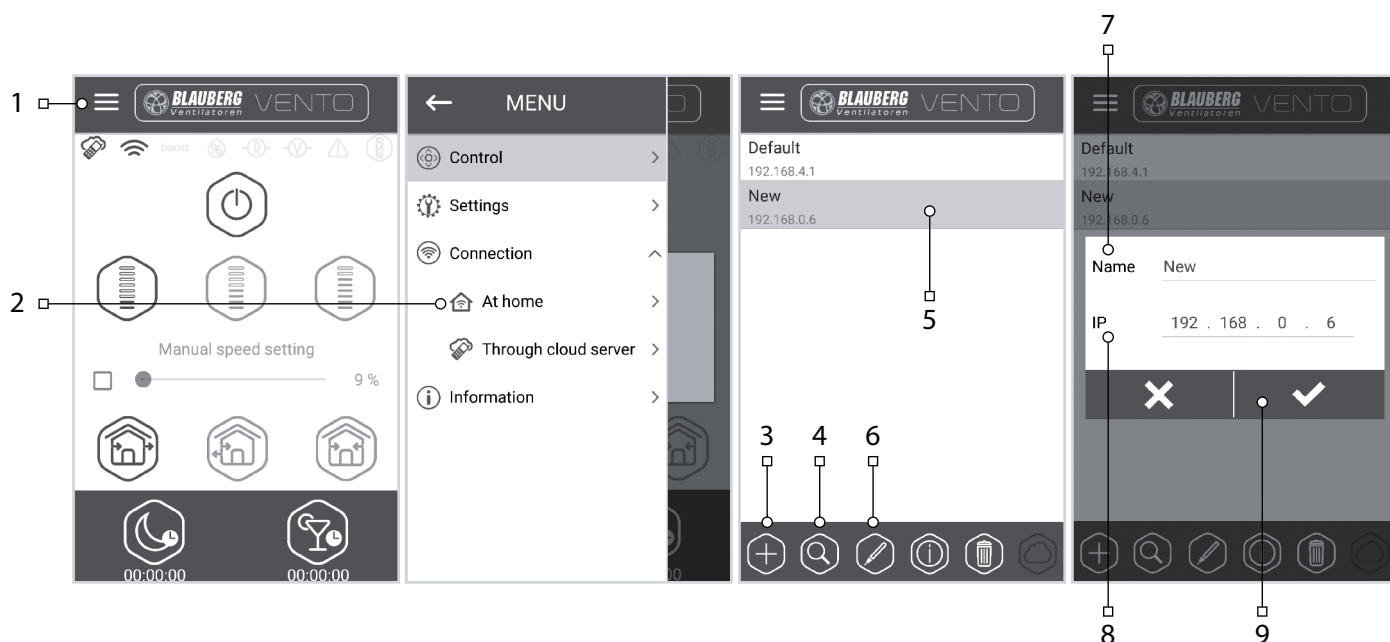 7
1
BLAUBERG
Ventilatoren
VENTO
boost
Manual speed setting
9 %
00:00:00
00:00:00
MENU
Control
Settings
Connection
2
At home
Through cloud server
Information
00
BLAUBERG
Ventilatoren
VENTO
Default
192.168.4.1
New
192.168.0.6
5
3
4
6
BLAUBERG
Ventilatoren
VENTO
Default
192.168.4.1
New
192.168.0.6
Name New
IP 192 . 168 . 0 . 6
8
9